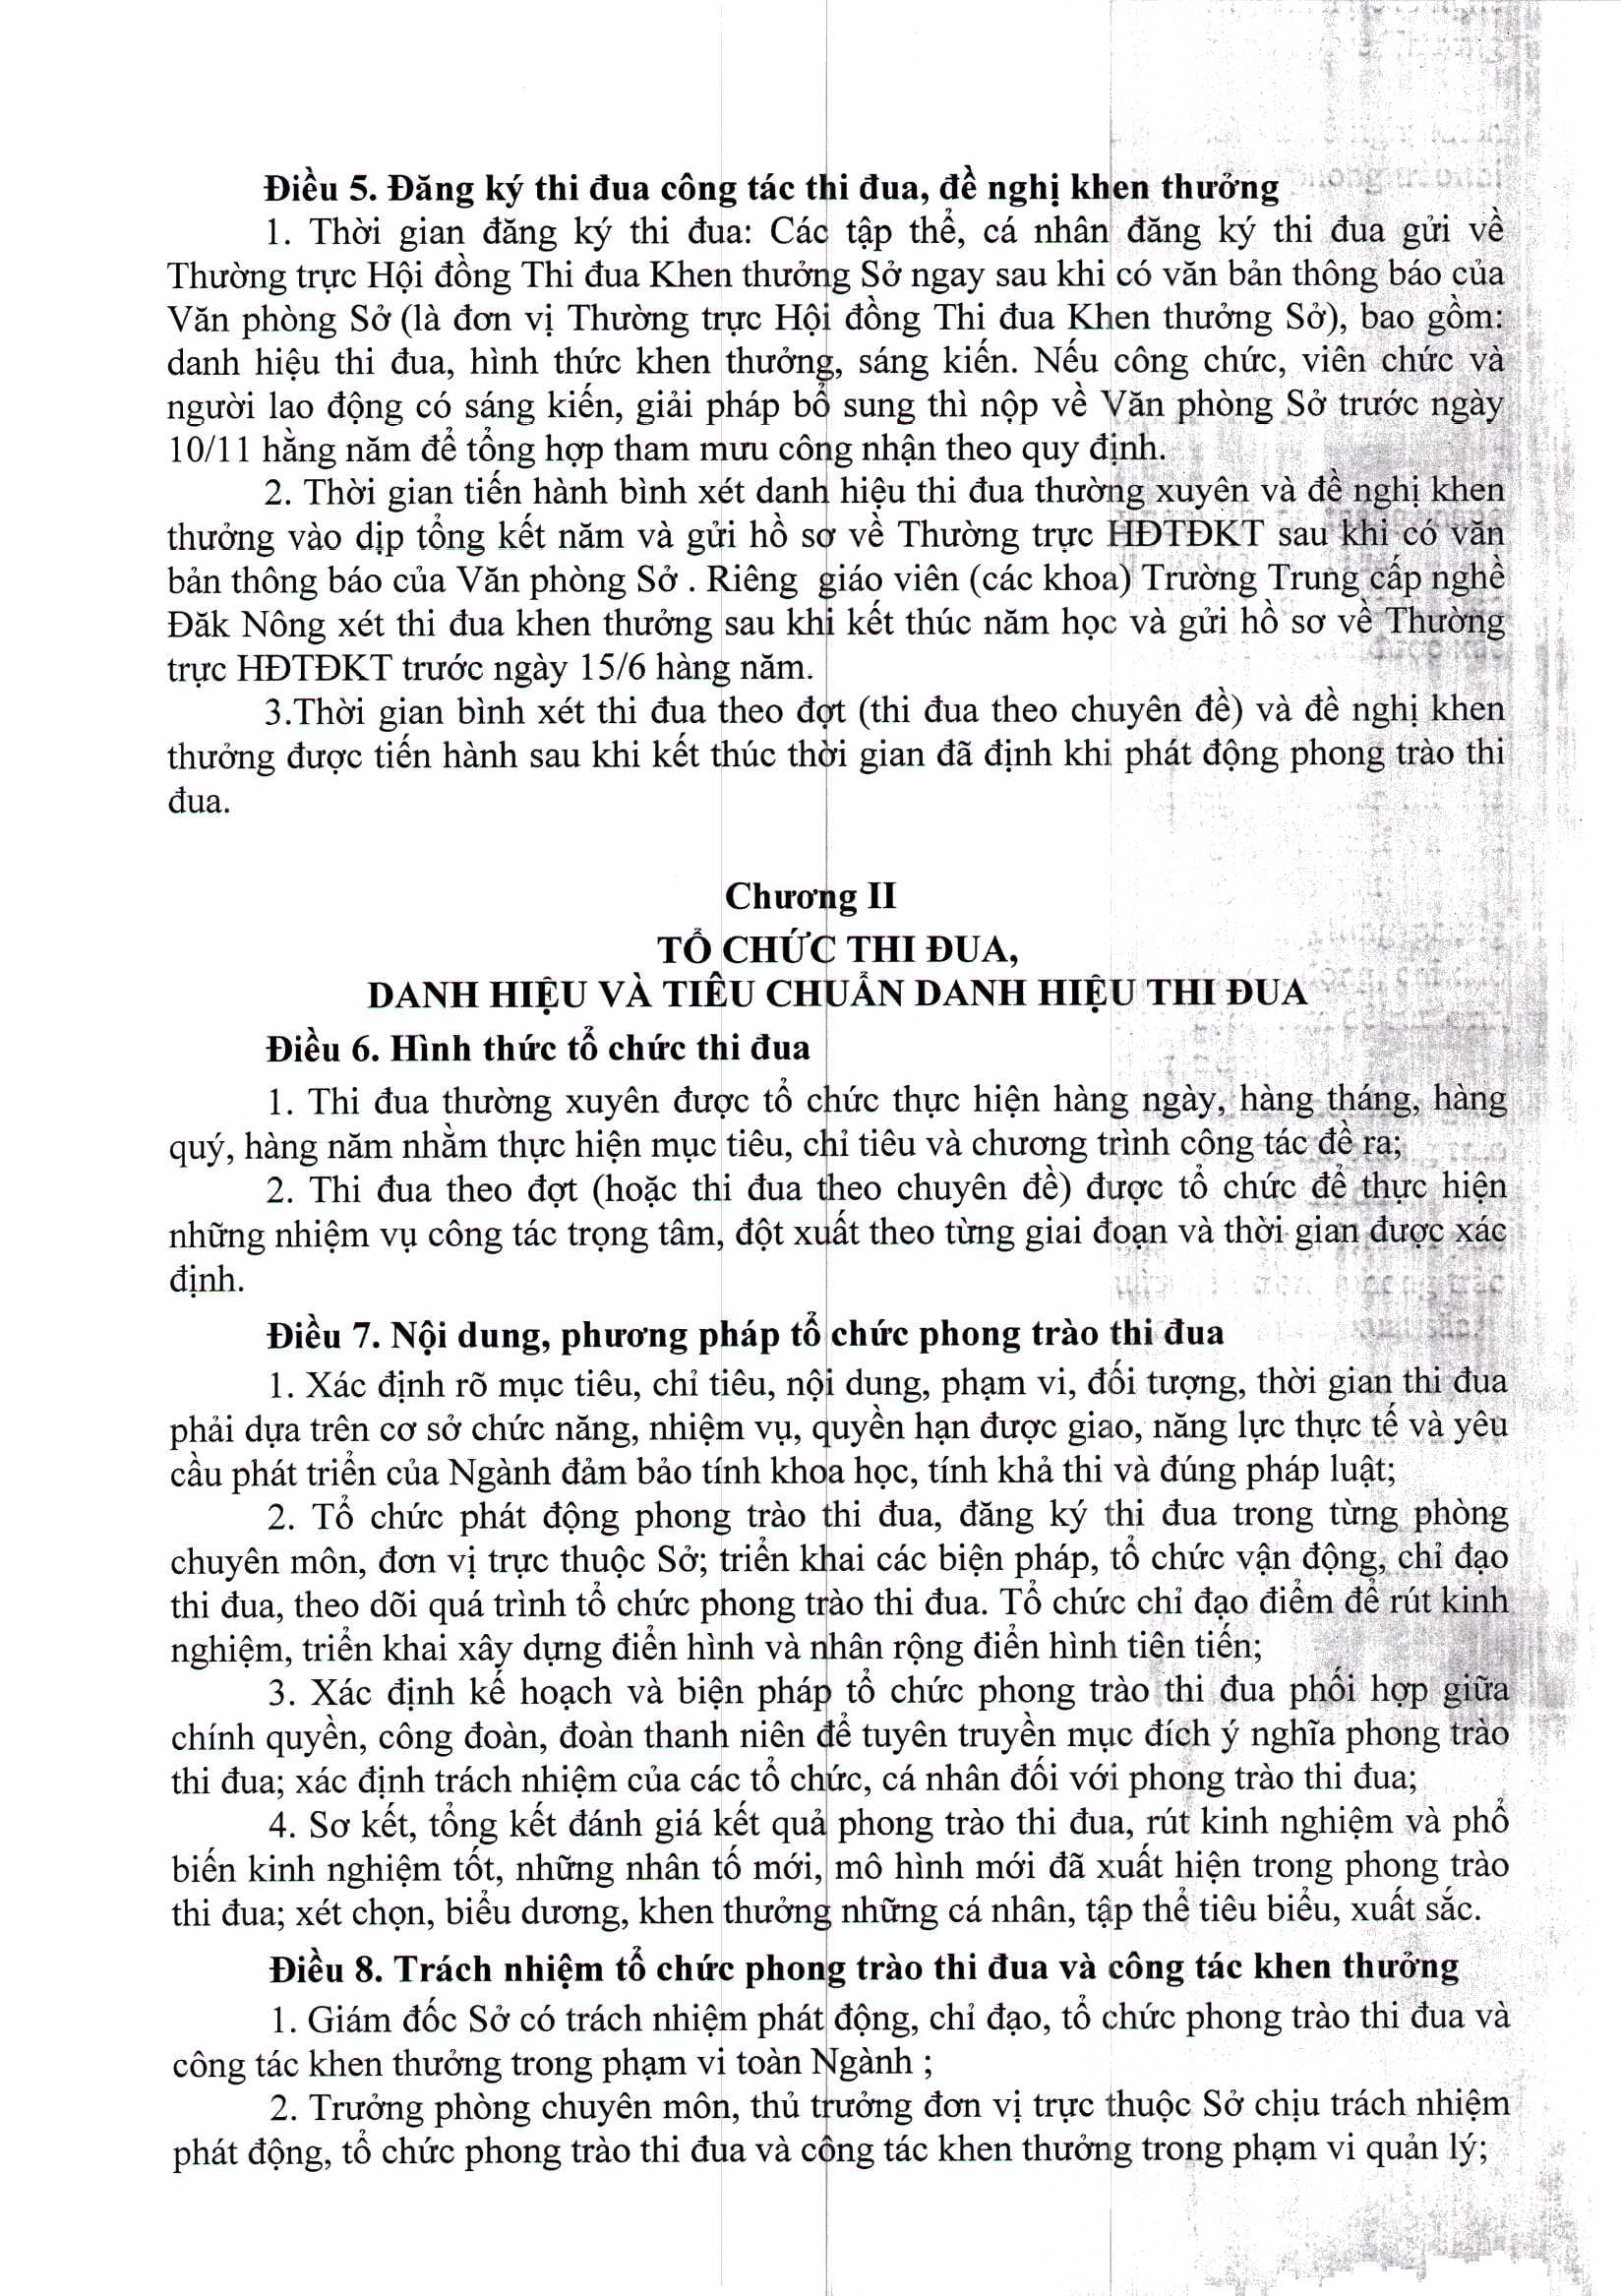 Điều 5. Đăng ký thi đua công tác thi đua, đề nghị khen thưởng
1. Thời gian đăng ký thi đua: Các tập thể, cá nhân đăng ký thi đua gửi về
Thường trực Hội đồng Thi đua Khen thưởng Sở ngay sau khi có văn bản thông báo của
Văn phòng Sở (là đơn vị Thường trực Hội đồng Thi đua Khen thưởng Sở), bao gồm:
danh hiệu thi đua, hình thức khen thưởng, sáng kiến. Nếu công chức, viên chức và
người lao động có sáng kiến, giải pháp bổ sung thì nộp về Văn phòng Sở trước ngày
10/11 hằng năm để tổng hợp tham mưu công nhận theo quy định.
2. Thời gian tiến hành bình xét danh hiệu thi đua thường xuyên và đề nghị khen
thưởng vào dịp tổng kết năm và gửi hồ sơ về Thường trực HĐTĐKT sau khi có văn
bản thông báo của Văn phòng Sở . Riêng  giáo viên (các khoa) Trường Trung cấp nghề
Đăk Nông xét thi đua khen thưởng sau khi kết thúc năm học và gửi hồ sơ về Thường
trực HĐTĐKT trước ngày 15/6 hàng năm.
3.Thời gian bình xét thi đua theo đợt (thi đua theo chuyên đề) và đề nghị khen
thưởng được tiến hành sau khi kết thúc thời gian đã định khi phát động phong trào thi
đua.
Chương II
TỔ CHỨC THI ĐUA,
DANH HIỆU VÀ TIÊU CHUẨN DANH HIỆU THI ĐUA
Điều 6. Hình thức tổ chức thi đua
1. Thi đua thường xuyên được tổ chức thực hiện hàng ngày, hàng tháng, hàng
quý, hàng năm nhằm thực hiện mục tiêu, chỉ tiêu và chương trình công tác đề ra;
2. Thi đua theo đợt (hoặc thi đua theo chuyên đề) được tổ chức để thực hiện
những nhiệm vụ công tác trọng tâm, đột xuất theo từng giai đoạn và thời gian được xác
định.
Điều 7. Nội dung, phương pháp tổ chức phong trào thi đua
1. Xác định rõ mục tiêu, chỉ tiêu, nội dung, phạm vi, đối tượng, thời gian thi đua
phải dựa trên cơ sở chức năng, nhiệm vụ, quyền hạn được giao, năng lực thực tế và yêu
cầu phát triển của Ngành đảm bảo tính khoa học, tính khả thi và đúng pháp luật;
2. Tổ chức phát động phong trào thi đua, đăng ký thi đua trong từng phòng
chuyên môn, đơn vị trực thuộc Sở; triển khai các biện pháp, tổ chức vận động, chỉ đạo
thi đua, theo dõi quá trình tổ chức phong trào thi đua. Tổ chức chỉ đạo điểm để rút kinh
nghiệm, triển khai xây dựng điển hình và nhân rộng điển hình tiên tiến;
3. Xác định kế hoạch và biện pháp tổ chức phong trào thi đua phối hợp giữa
chính quyền, công đoàn, đoàn thanh niên để tuyên truyền mục đích ý nghĩa phong trào
thi đua; xác định trách nhiệm của các tổ chức, cá nhân đối với phong trào thi đua;
4. Sơ kết, tổng kết đánh giá kết quả phong trào thi đua, rút kinh nghiệm và phổ
biến kinh nghiệm tốt, những nhân tố mới, mô hình mới đã xuất hiện trong phong trào
thi đua; xét chọn, biểu dương, khen thưởng những cá nhân, tập thể tiêu biểu, xuất sắc.
Điều 8. Trách nhiệm tổ chức phong trào thi đua và công tác khen thưởng
1. Giám đốc Sở có trách nhiệm phát động, chỉ đạo, tổ chức phong trào thi đua và
công tác khen thưởng trong phạm vi toàn Ngành ;
2. Trưởng phòng chuyên môn, thủ trưởng đơn vị trực thuộc Sở chịu trách nhiệm
phát động, tổ chức phong trào thi đua và công tác khen thưởng trong phạm vi quản lý;